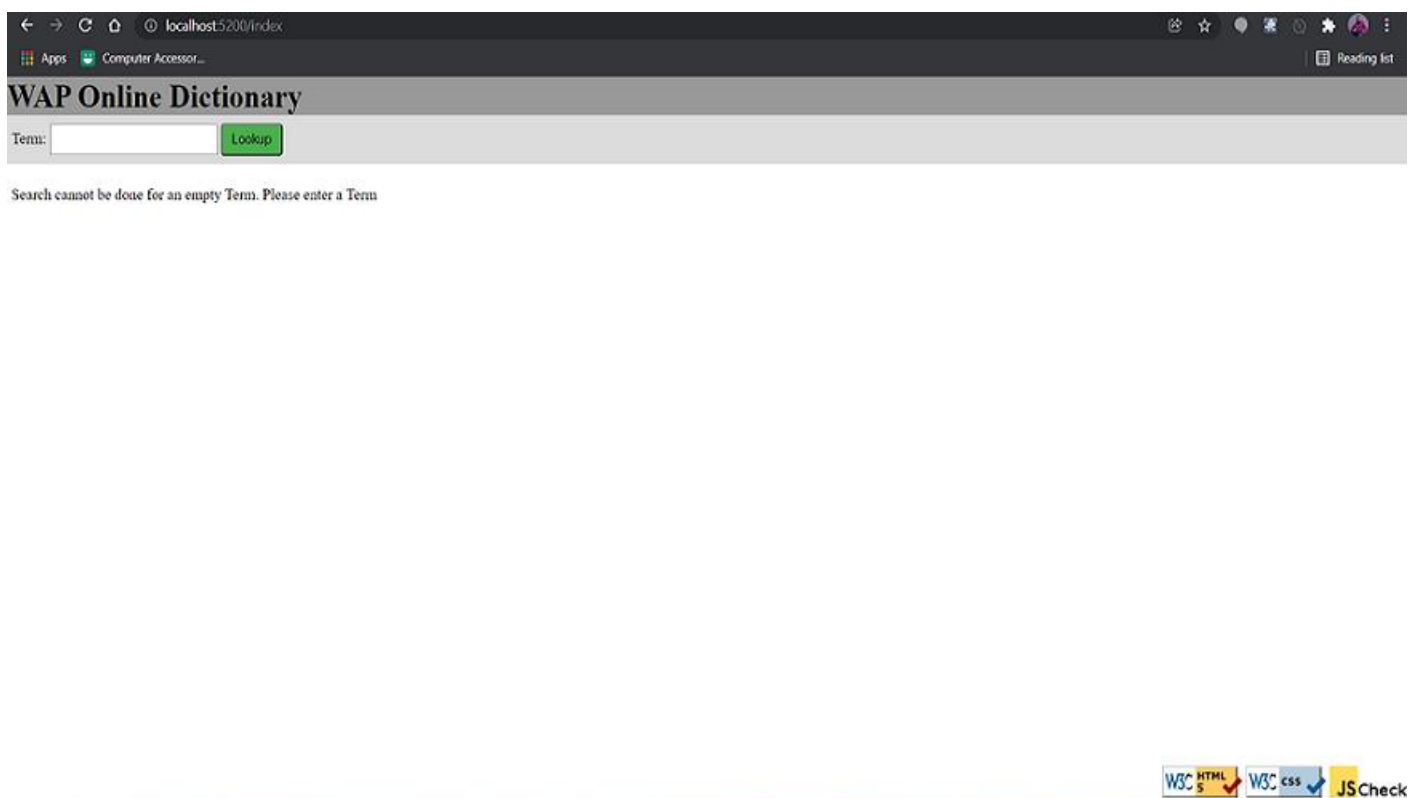 localhost:5200/index
Apps Computer Accessor... Reading list
WAP Online Dictionary
Term: Lookup
Search cannot be done for an empty Term. Please enter a Term
W3C HTML 5 W3C css JS Check